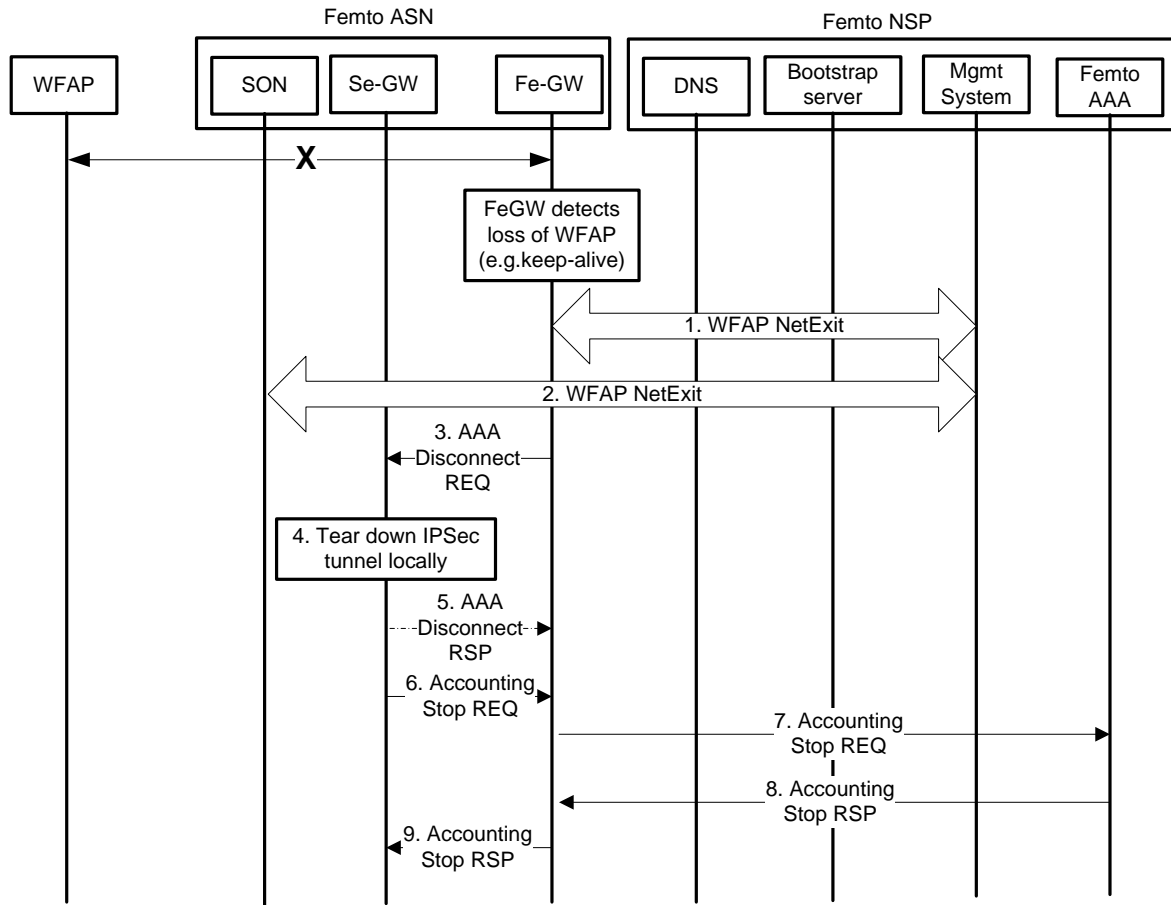 Femto ASN
Femto NSP
WFAP
SON
Se-GW
Fe-GW
DNS
Bootstrap
server
Mgmt
System
Femto
AAA
X
FeGW detects
loss of WFAP
(e.g.keep-alive)
1. WFAP NetExit
2. WFAP NetExit
3. AAA
Disconnect
REQ
4. Tear down IPSec
tunnel locally
5. AAA
Disconnect
RSP
6. Accounting
Stop REQ
7. Accounting
Stop REQ
8. Accounting
Stop RSP
9. Accounting
Stop RSP